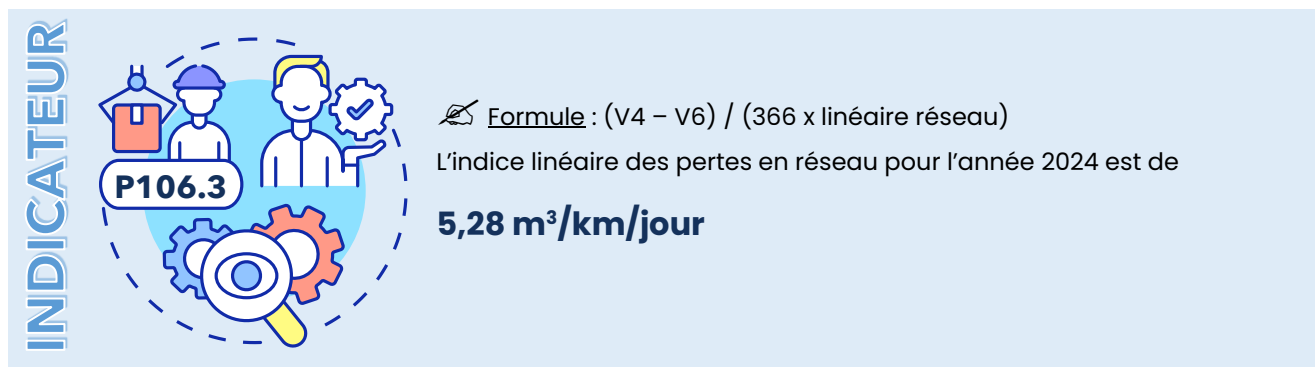 INDICATEUR
P106.3
Formule : (V4 – V6) / (366 x linéaire réseau)
L’indice linéaire des pertes en réseau pour l’année 2024 est de
5,28 m³/km/jour